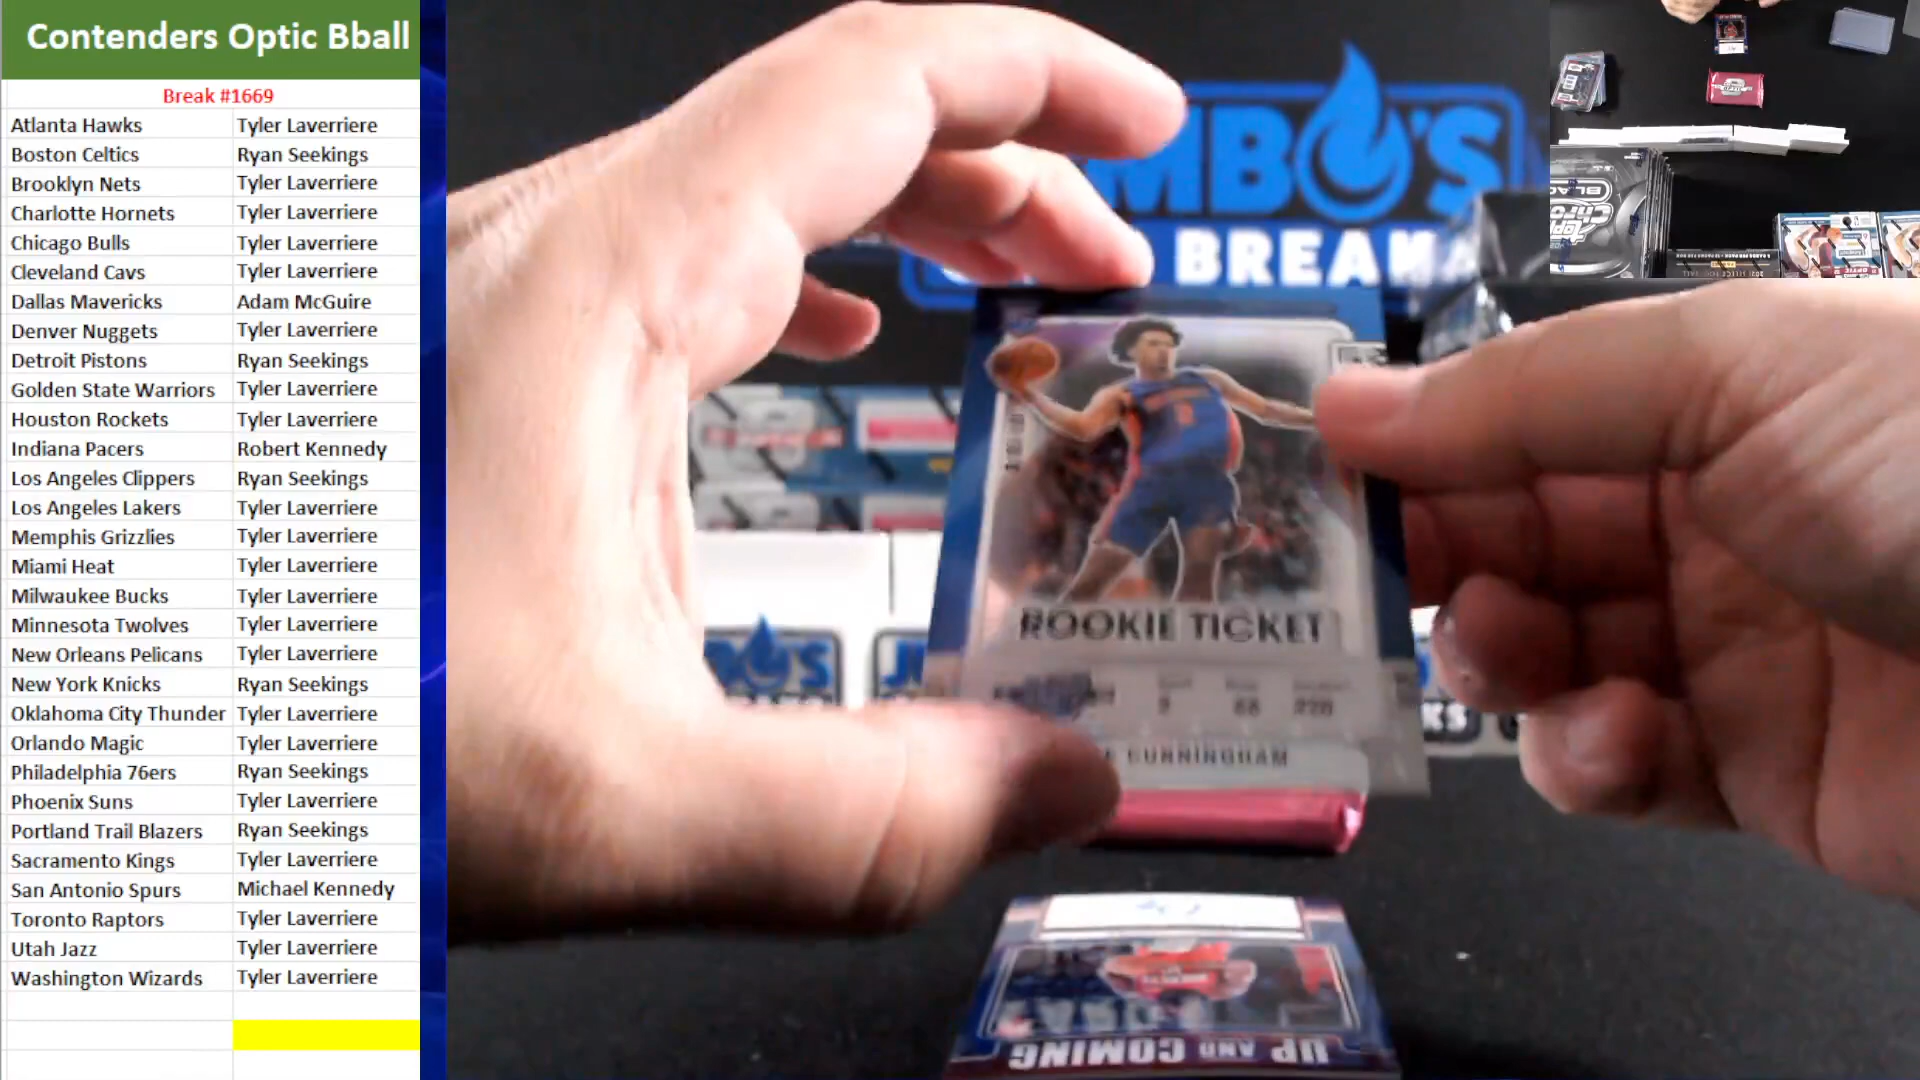 Contenders Optic Bball
Break #1669
Atlanta Hawks Tyler Laverriere
Boston Celtics Ryan Seekings
Brooklyn Nets Tyler Laverriere
Charlotte Hornets Tyler Laverriere
Chicago Bulls Tyler Laverriere
Cleveland Cavs Tyler Laverriere
Dallas Mavericks Adam McGuire
Denver Nuggets Tyler Laverriere
Detroit Pistons Ryan Seekings
Golden State Warriors Tyler Laverriere
Houston Rockets Tyler Laverriere
Indiana Pacers Robert Kennedy
Los Angeles Clippers Ryan Seekings
Los Angeles Lakers Tyler Laverriere
Memphis Grizzlies Tyler Laverriere
Miami Heat Tyler Laverriere
Milwaukee Bucks Tyler Laverriere
Minnesota Twolves Tyler Laverriere
New Orleans Pelicans Tyler Laverriere
New York Knicks Ryan Seekings
Oklahoma City Thunder Tyler Laverriere
Orlando Magic Tyler Laverriere
Philadelphia 76ers Ryan Seekings
Phoenix Suns Tyler Laverriere
Portland Trail Blazers Ryan Seekings
Sacramento Kings Tyler Laverriere
San Antonio Spurs Michael Kennedy
Toronto Raptors Tyler Laverriere
Utah Jazz Tyler Laverriere
Washington Wizards Tyler Laverriere
MBO'S
BREAKS
ROOKIE TICKET
CUNNINGHAM
UP AND COMING